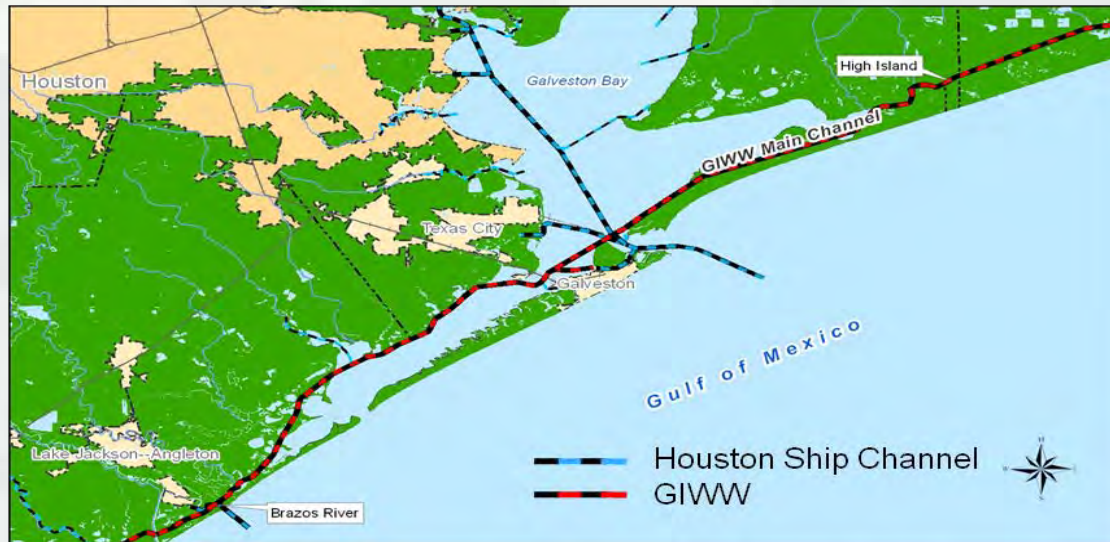 Houston
Galveston Bay
High Island
GIWW Main Channel
Texas City
Galveston
Gulf of Mexico
Lake Jackson--Angleton
Houston Ship Channel
GIWW
Brazos River